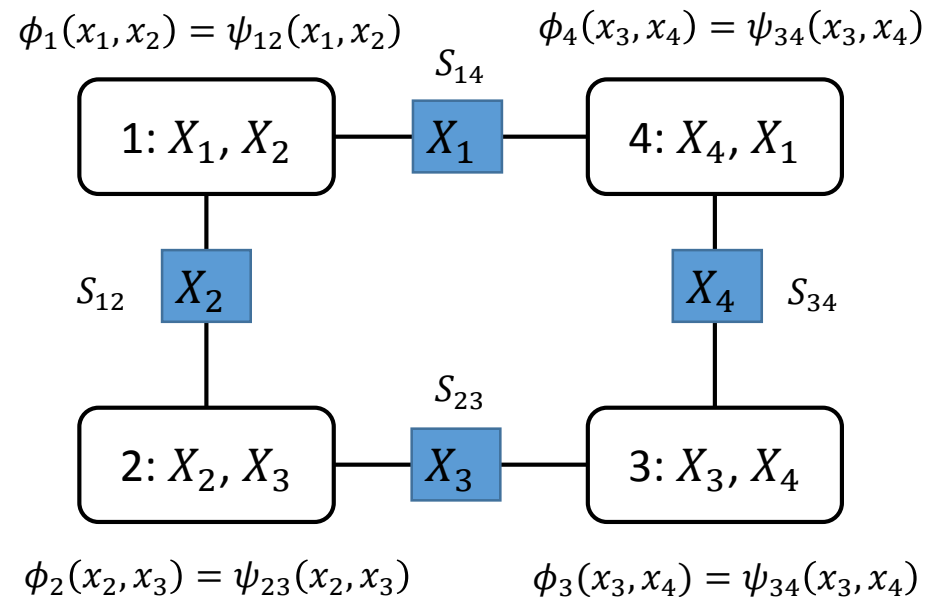 ϕ₁(x₁, x₂) = ψ₁₂(x₁, x₂)
ϕ₄(x₃, x₄) = ψ₃₄(x₃, x₄)
S₁₄
1: X₁, X₂
X₁
4: X₄, X₁
S₁₂
X₂
X₄
S₃₄
S₂₃
2: X₂, X₃
X₃
3: X₃, X₄
ϕ₂(x₂, x₃) = ψ₂₃(x₂, x₃)
ϕ₃(x₃, x₄) = ψ₃₄(x₃, x₄)